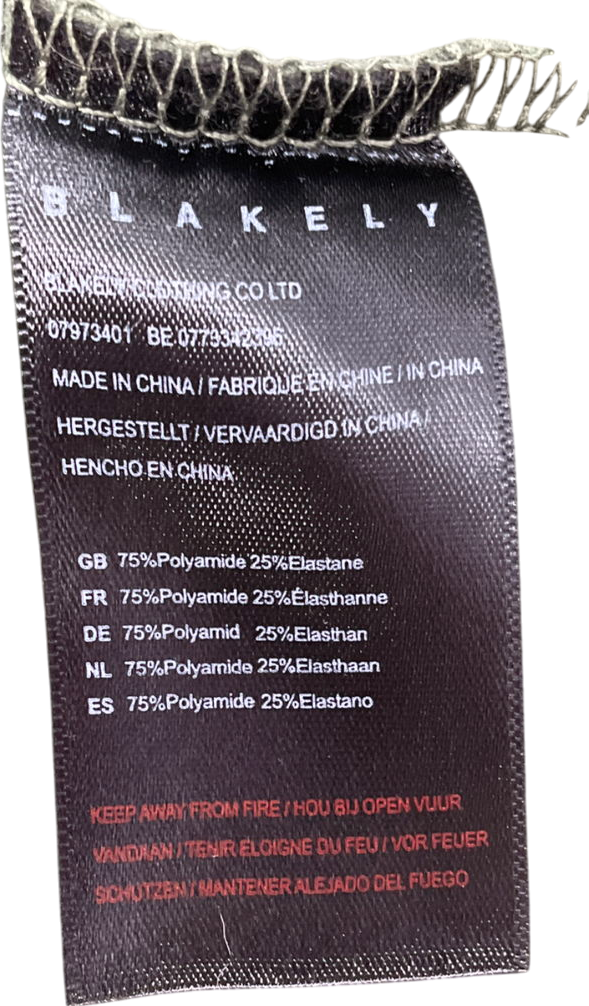 BLAKELY
BLAKELY CLOTHING CO LTD
07973401 BE 0779342396
MADE IN CHINA / FABRIQUE EN CHINE / IN CHINA
HERGESTELLT / VERVAARDIGD IN CHINA /
HENCHO EN CHINA
GB 75%Polyamide 25%Elastane
FR 75%Polyamide 25%Élasthanne
DE 75%Polyamid 25%Elasthan
NL 75%Polyamide 25%Elasthaan
ES 75%Polyamide 25%Elastano
KEEP AWAY FROM FIRE / HOU BIJ OPEN VUUR
VANDAAN / TENIR ELOIGNE DU FEU / VOR FEUER
SCHUTZEN / MANTENER ALEJADO DEL FUEGO